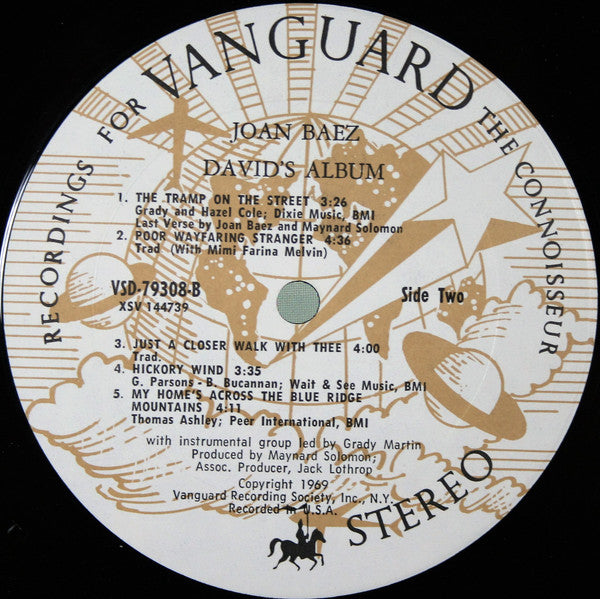 RECORDINGS FOR VANGUARD THE CONNOISSEUR
JOAN BAEZ
DAVID'S ALBUM
1. THE TRAMP ON THE STREET 3:26
Grady and Hazel Cole; Dixie Music, BMI
Last Verse by Joan Baez and Maynard Solomon
2. POOR WAYFARING STRANGER 4:36
Trad (With Mimi Farina Melvin)
VSD-79308-B
XSV 144739
Side Two
3. JUST A CLOSER WALK WITH THEE 4:00
Trad.
4. HICKORY WIND 3:35
G. Parsons - B. Bucannan; Wait & See Music, BMI
5. MY HOME'S ACROSS THE BLUE RIDGE
MOUNTAINS 4:11
Thomas Ashley; Peer International, BMI
with instrumental group led by Grady Martin
Produced by Maynard Solomon;
Assoc. Producer, Jack Lothrop
Copyright 1969
Vanguard Recording Society, Inc., N.Y.
Recorded in U.S.A.
STEREO